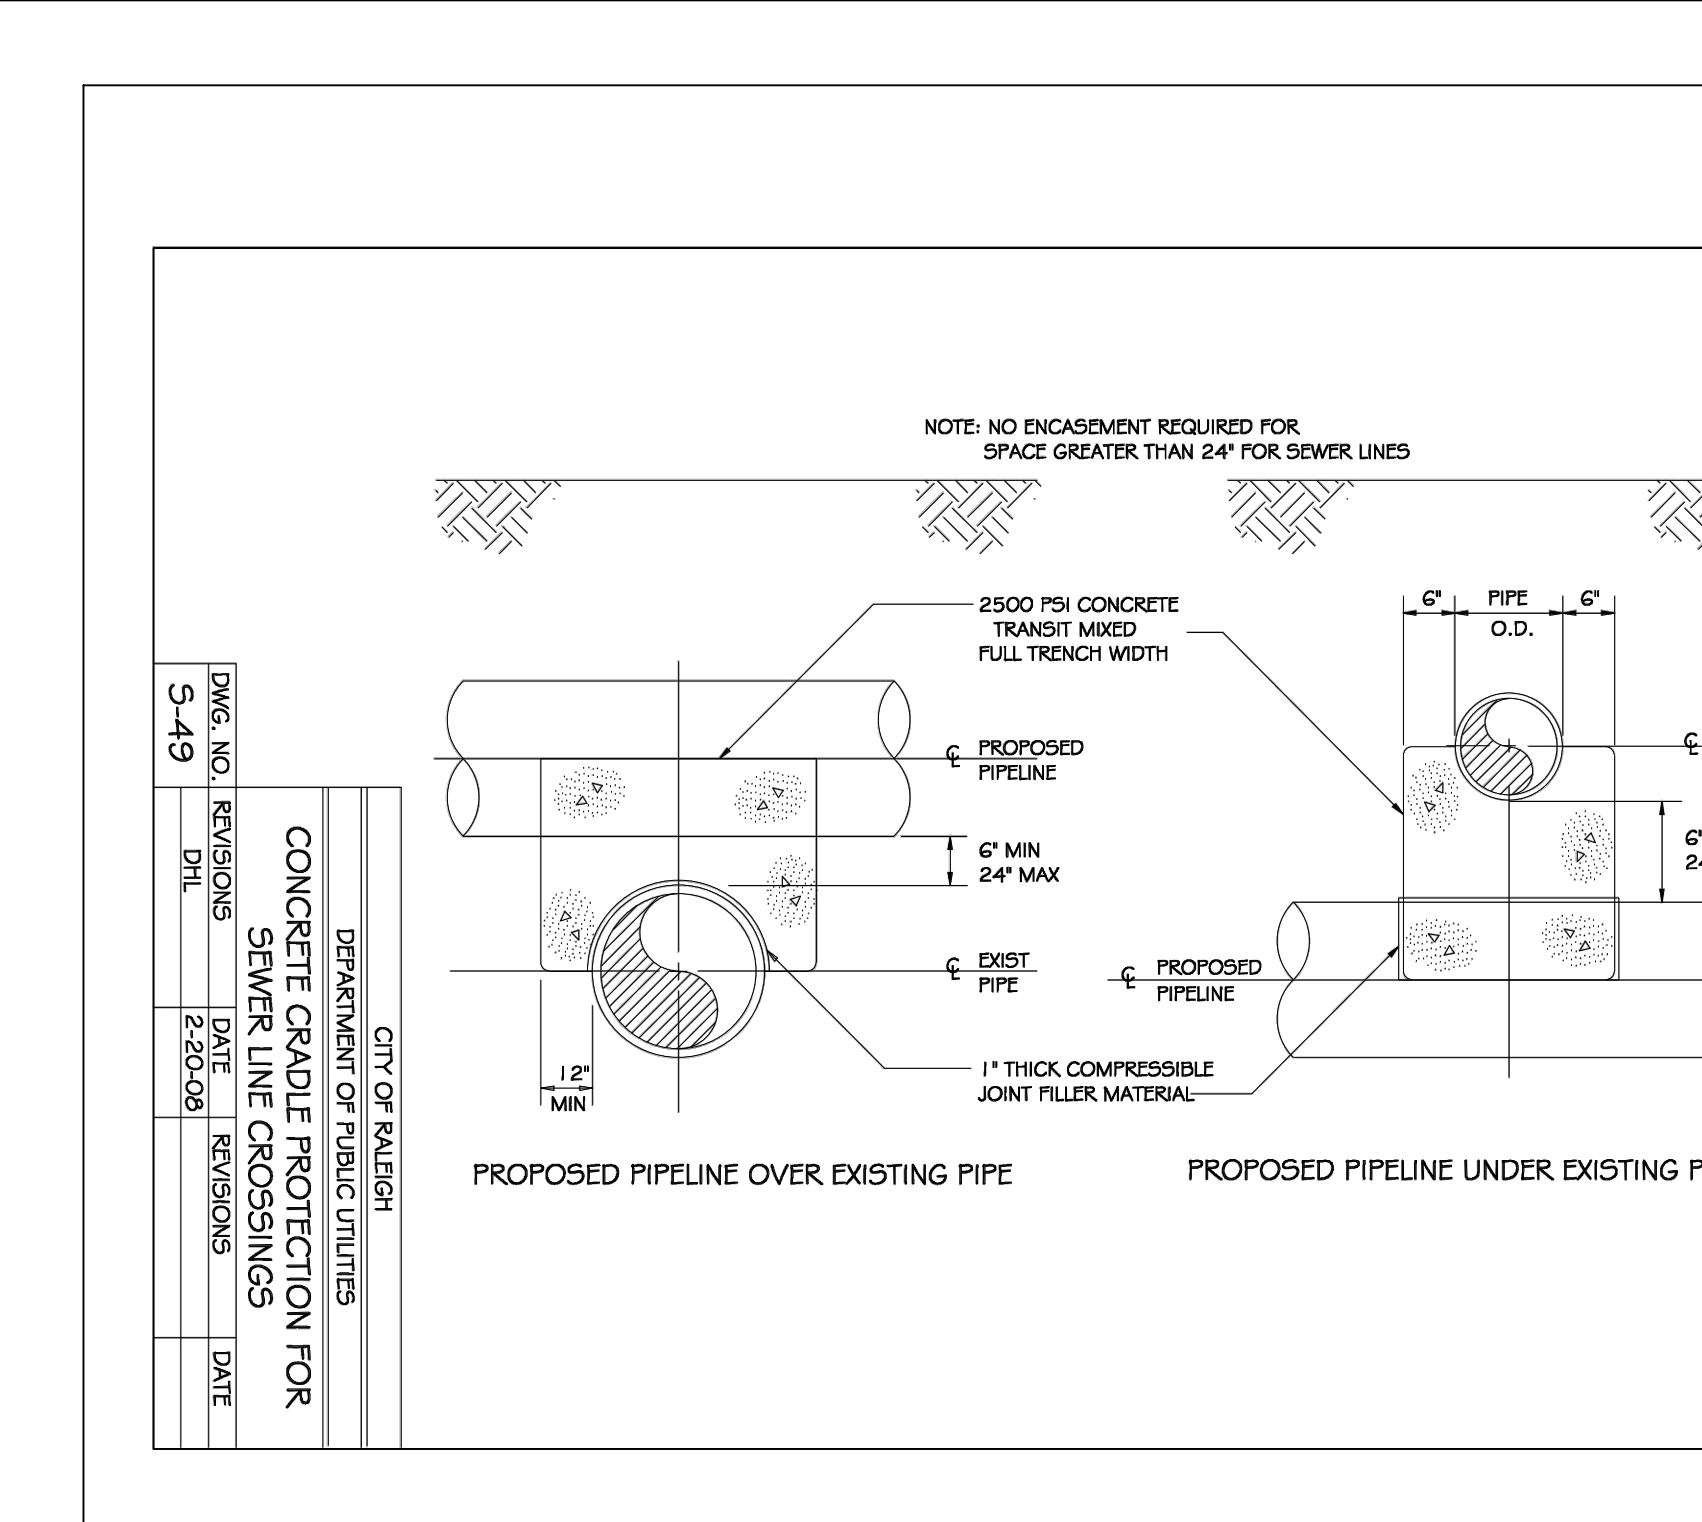 NOTE: NO ENCASEMENT REQUIRED FOR
SPACE GREATER THAN 24" FOR SEWER LINES
2500 PSI CONCRETE
TRANSIT MIXED
FULL TRENCH WIDTH
6"
PIPE
O.D.
6"
℄ PROPOSED
PIPELINE
℄
6" MIN
24" MAX
6"
℄ EXIST
PIPE
℄ PROPOSED
PIPELINE
12"
MIN
1" THICK COMPRESSIBLE
JOINT FILLER MATERIAL
PROPOSED PIPELINE OVER EXISTING PIPE
PROPOSED PIPELINE UNDER EXISTING
CITY OF RALEIGH
DEPARTMENT OF PUBLIC UTILITIES
CONCRETE CRADLE PROTECTION FOR
SEWER LINE CROSSINGS
DWG. NO.
S-49
REVISIONS
DATE
REVISIONS
DATE
DHL
2-20-08